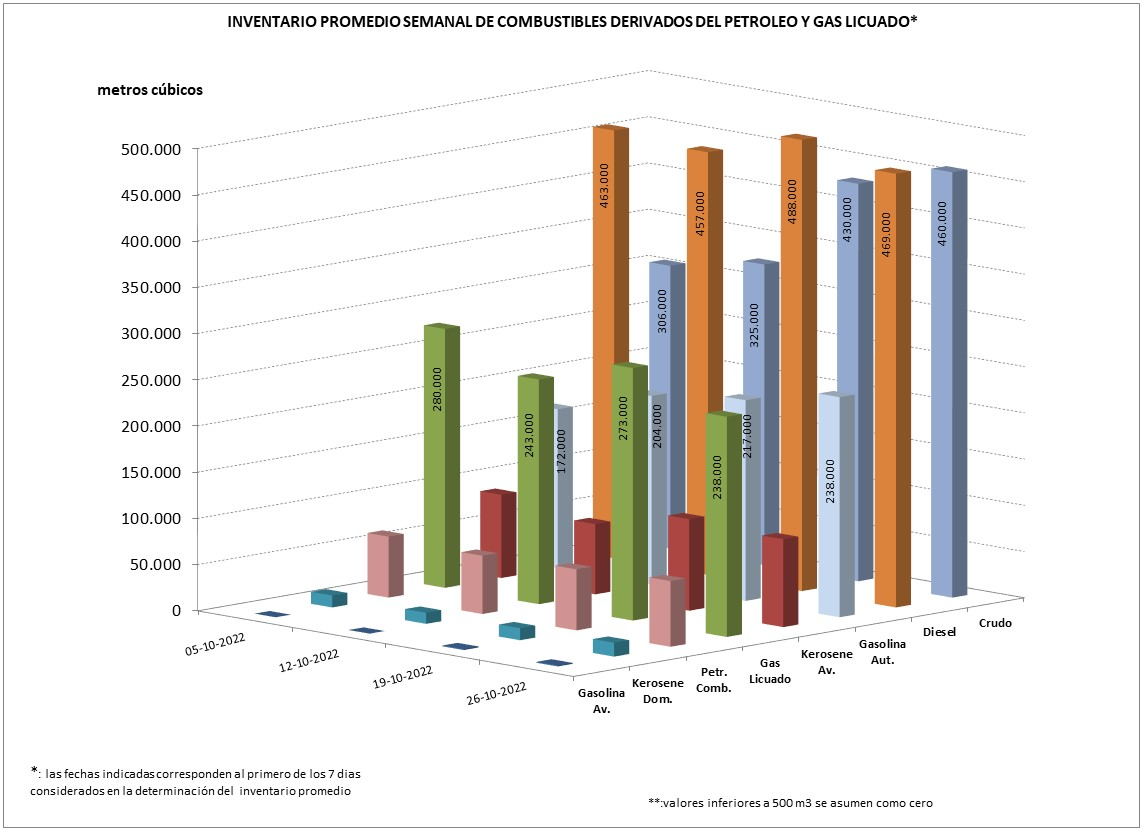 INVENTARIO PROMEDIO SEMANAL DE COMBUSTIBLES DERIVADOS DEL PETROLEO Y GAS LICUADO*
metros cúbicos
500.000
450.000
400.000
350.000
300.000
250.000
200.000
150.000
100.000
50.000
0
463.000
457.000
488.000
430.000
469.000
460.000
306.000
325.000
280.000
243.000
172.000
273.000
204.000
238.000
217.000
238.000
05-10-2022
12-10-2022
19-10-2022
26-10-2022
Gasolina
Av.
Kerosene
Dom.
Petr.
Comb.
Gas
Licuado
Kerosene
Av.
Gasolina
Aut.
Diesel
Crudo
*: las fechas indicadas corresponden al primero de los 7 dias
considerados en la determinación del inventario promedio
**:valores inferiores a 500 m3 se asumen como cero